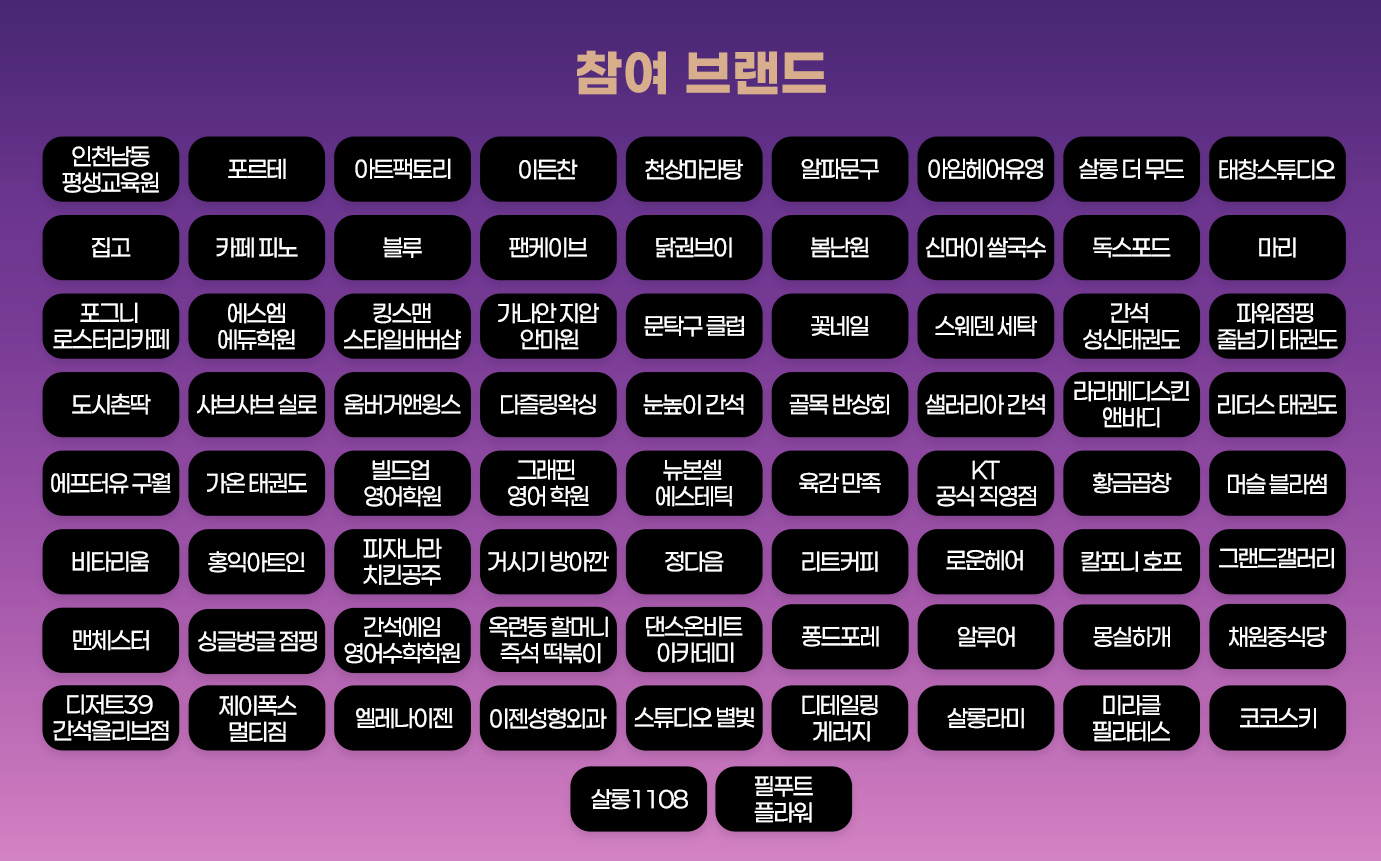 참여 브랜드
인천남동
평생교육원
포르테
아트팩토리
이든찬
천상마라탕
알파문구
아임헤어유영
살롱 더 무드
태창스튜디오
집고
카페 피노
블루
팬케이브
닭권브이
봄난원
신머이 쌀국수
독스포드
마리
포그니
로스터리카페
에스엠
에듀학원
킹스맨
스타일바버샵
가나안 지압
안마원
문탁구 클럽
꽃네일
스웨덴 세탁
간석
성신태권도
파워점핑
줄넘기 태권도
도시촌딱
샤브샤브 실로
움버거앤윙스
다즐링왁싱
눈높이 간석
골목 반상회
샐러리아 간석
라라메디스킨
앤바디
리더스 태권도
에프터유 구월
가온 태권도
빌드업
영어학원
그래핀
영어 학원
뉴본셀
에스테틱
육감 만족
KT
공식 직영점
황금곱창
머슬 블라썸
비타리움
홍익아트인
피자나라
치킨공주
거시기 방아깐
정다음
리트커피
로운헤어
칼포니 호프
그랜드갤러리
맨체스터
싱글벙글 점핑
간석에임
영어수학학원
옥련동 할머니
즉석 떡볶이
댄스온비트
아카데미
퐁드포레
알루어
몽실하개
채원중식당
디저트39
간석올리브점
제이폭스
멀티짐
엘레나이젠
이젠성형외과
스튜디오 별빛
디테일링
게러지
살롱라미
미라클
필라테스
코코스키
살롱1108
필푸트
플라워